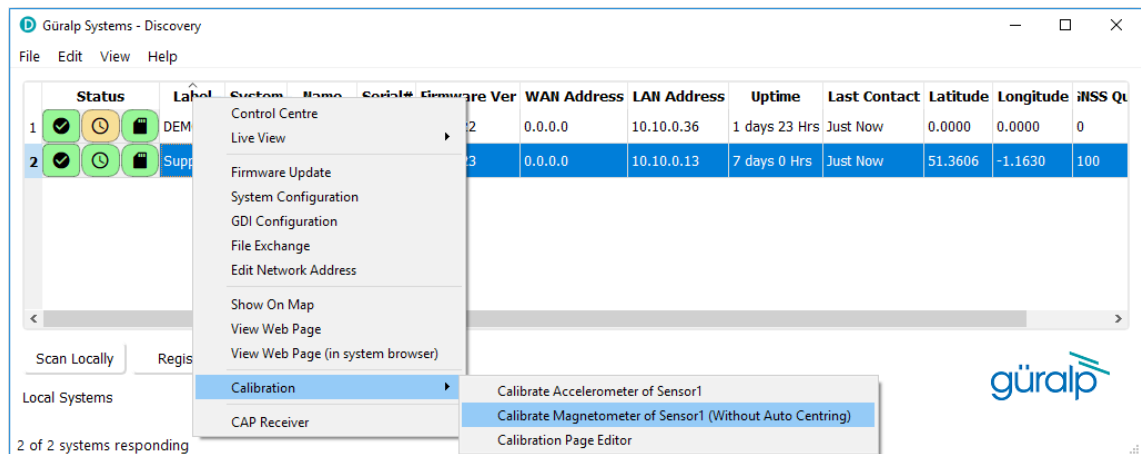 Güralp Systems - Discovery
File Edit View Help
Status Label System Name Serial# Firmware Ver WAN Address LAN Address Uptime Last Contact Latitude Longitude
1 DEM 2 0.0.0.0 10.10.0.36 1 days 23 Hrs Just Now 0.0000 0.0000 0
2 Supp 3 0.0.0.0 10.10.0.13 7 days 0 Hrs Just Now 51.3606 -1.1630 100
Control Centre
Live View
Firmware Update
System Configuration
GDI Configuration
File Exchange
Edit Network Address
Show On Map
View Web Page
View Web Page (in system browser)
Calibration
CAP Receiver
Calibrate Accelerometer of Sensor1
Calibrate Magnetometer of Sensor1 (Without Auto Centring)
Calibration Page Editor
Scan Locally Regis
Local Systems
2 of 2 systems responding
güralp